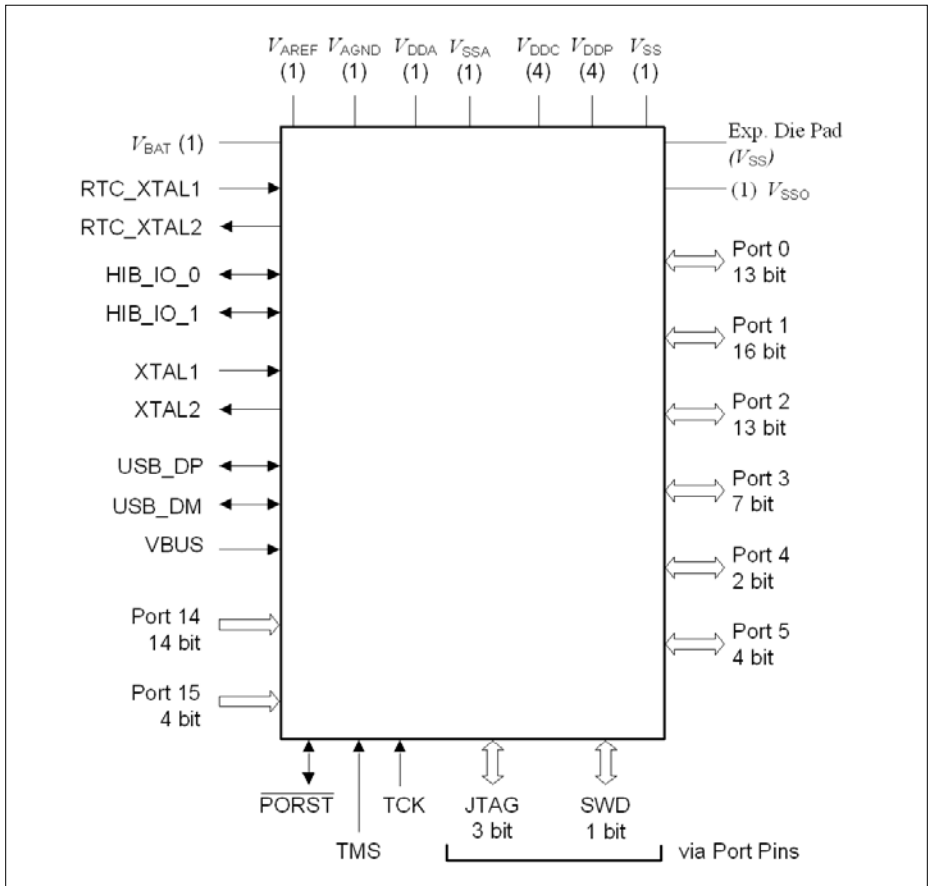 VAREF VAGND VDDA VSSA VDDC VDDP VSS
(1) (1) (1) (1) (4) (4) (1)
VBAT (1)
RTC_XTAL1
RTC_XTAL2
HIB_IO_0
HIB_IO_1
XTAL1
XTAL2
USB_DP
USB_DM
VBUS
Port 14
14 bit
Port 15
4 bit
Exp. Die Pad
(VSS)
(1) VSSO
Port 0
13 bit
Port 1
16 bit
Port 2
13 bit
Port 3
7 bit
Port 4
2 bit
Port 5
4 bit
PORST TCK JTAG SWD
3 bit 1 bit
TMS via Port Pins